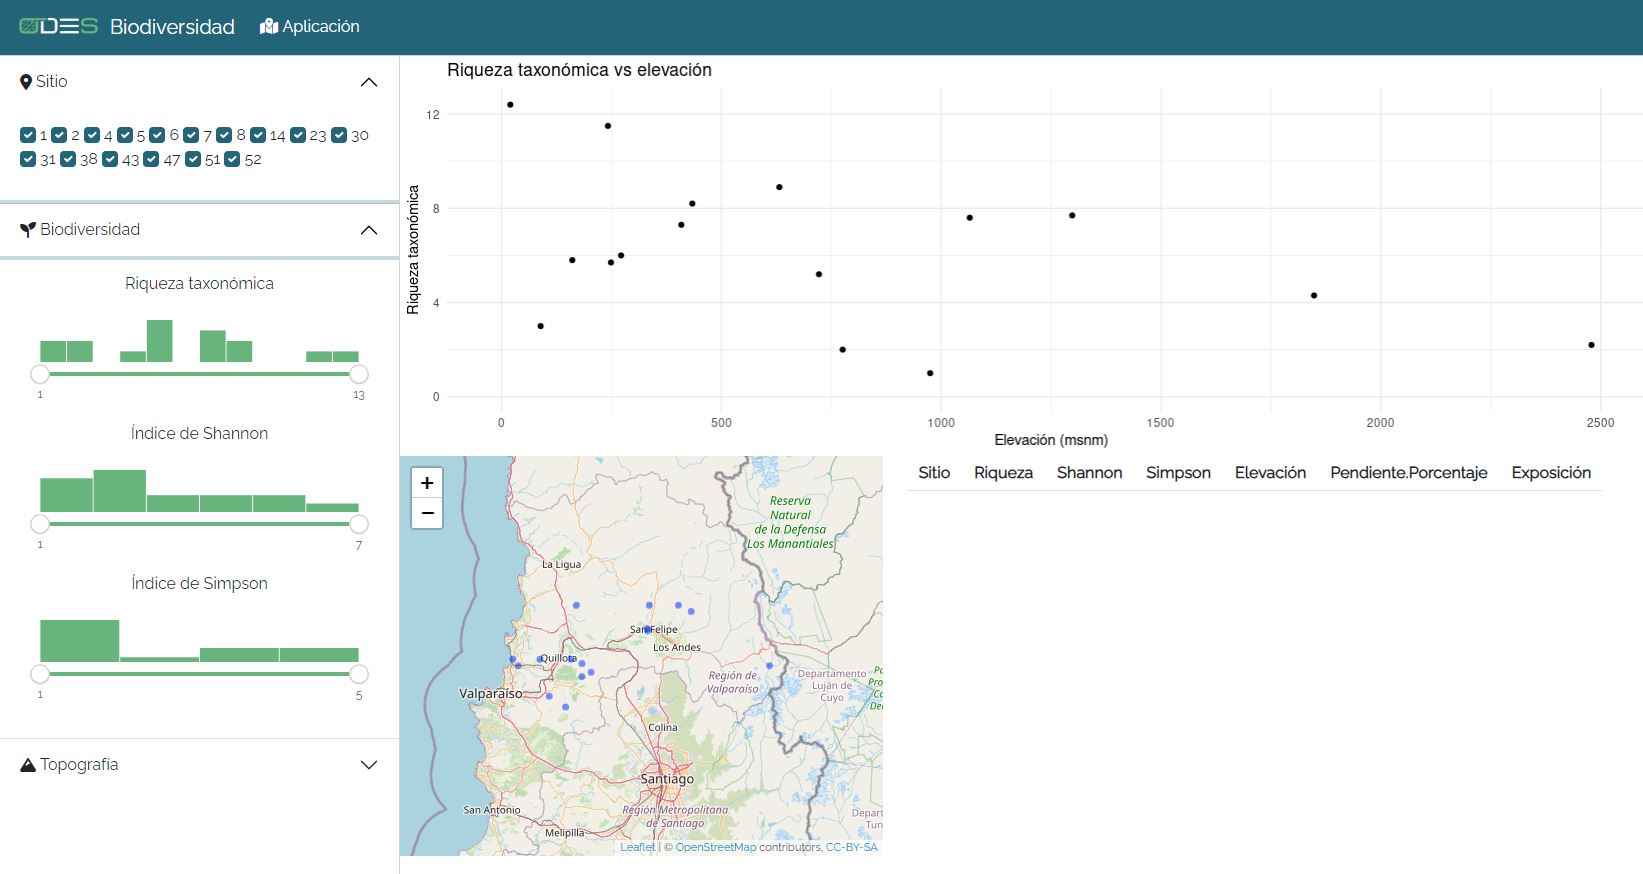 ODES Biodiversidad Aplicación
Sitio
1 2 4 5 6 7 8 14 23 30
31 38 43 47 51 52
Biodiversidad
Riqueza taxonómica
1 13
Índice de Shannon
1 7
Índice de Simpson
1 5
Topografía
Riqueza taxonómica vs elevación
Riqueza taxonómica
12
8
4
0
0 500 1000 1500 2000 2500
Elevación (msnm)
+
−
Reserva
Natural
de la Defensa
Los Manantiales
La Ligua
San Felipe
Los Andes
Quillota
Región de
Valparaíso
Departamento
Luján de
Cuyo
Valparaíso
Colina
Santiago
San Antonio
Región Metropolitana
de Santiago
Melipilla
Leaflet | © OpenStreetMap contributors, CC-BY-SA
Sitio Riqueza Shannon Simpson Elevación Pendiente.Porcentaje Exposición